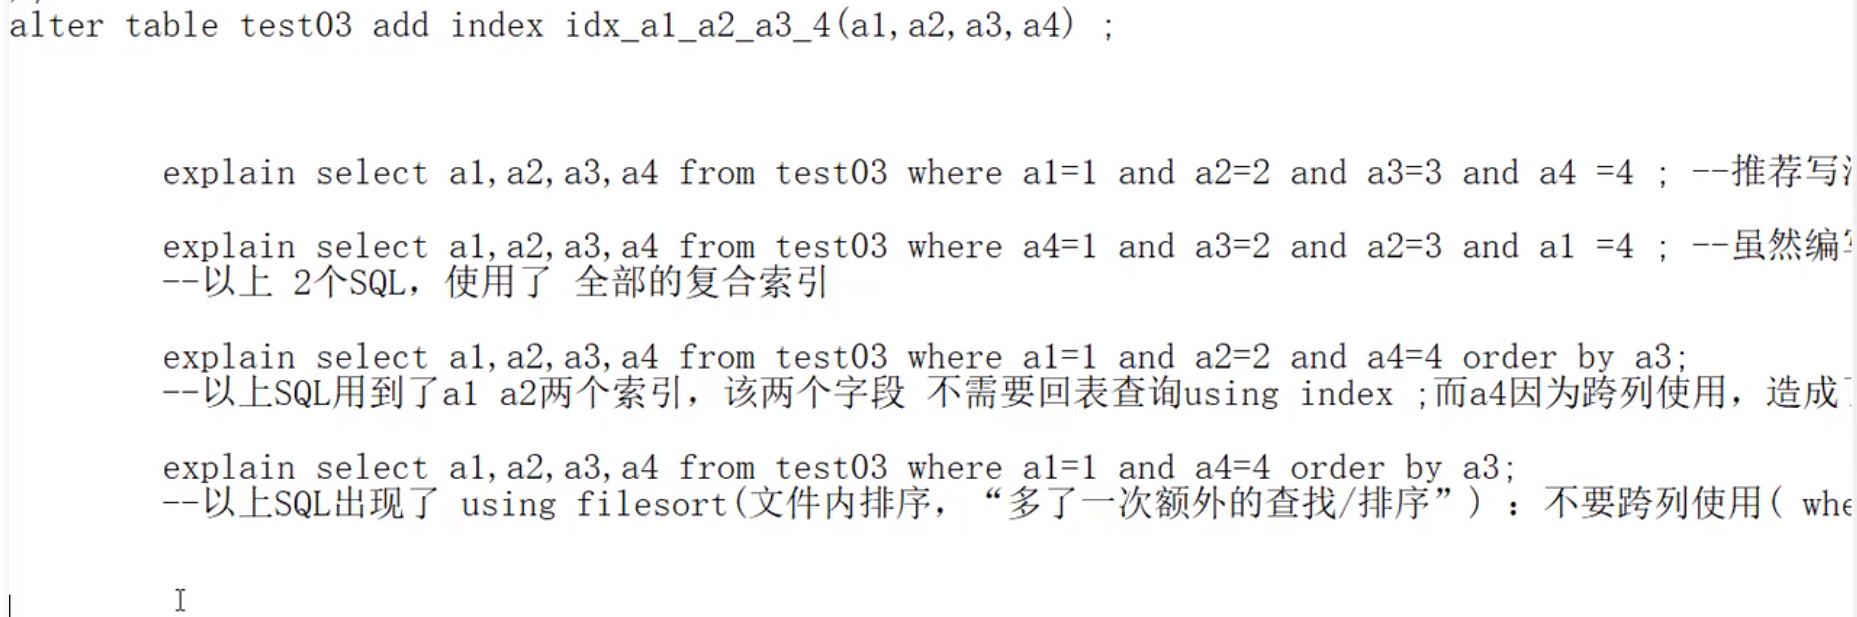 alter table test03 add index idx_a1_a2_a3_4(a1,a2,a3,a4) ;
explain select a1,a2,a3,a4 from test03 where a1=1 and a2=2 and a3=3 and a4 =4 ; --推荐写
explain select a1,a2,a3,a4 from test03 where a4=1 and a3=2 and a2=3 and a1 =4 ; --虽然编
--以上 2个SQL，使用了 全部的复合索引
explain select a1,a2,a3,a4 from test03 where a1=1 and a2=2 and a4=4 order by a3;
--以上SQL用到了a1 a2两个索引，该两个字段 不需要回表查询using index ;而a4因为跨列使用，造成
explain select a1,a2,a3,a4 from test03 where a1=1 and a4=4 order by a3;
--以上SQL出现了 using filesort(文件内排序，“多了一次额外的查找/排序”) ：不要跨列使用( whe